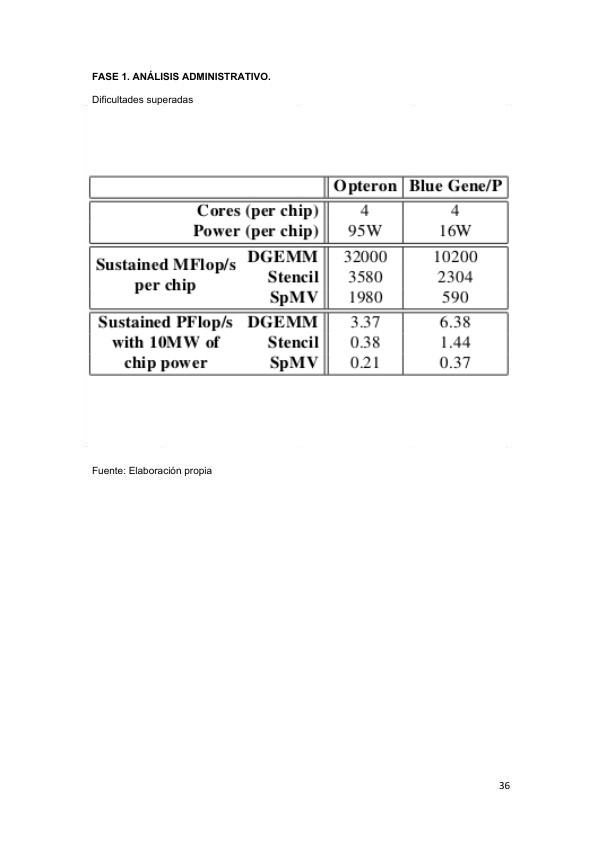 FASE 1. ANÁLISIS ADMINISTRATIVO.
Dificultades superadas
Opteron Blue Gene/P
Cores (per chip) 4 4
Power (per chip) 95W 16W
Sustained MFlop/s per chip DGEMM 32000 10200
Stencil 3580 2304
SpMV 1980 590
Sustained PFlop/s with 10MW of chip power DGEMM 3.37 6.38
Stencil 0.38 1.44
SpMV 0.21 0.37
Fuente: Elaboración propia
36